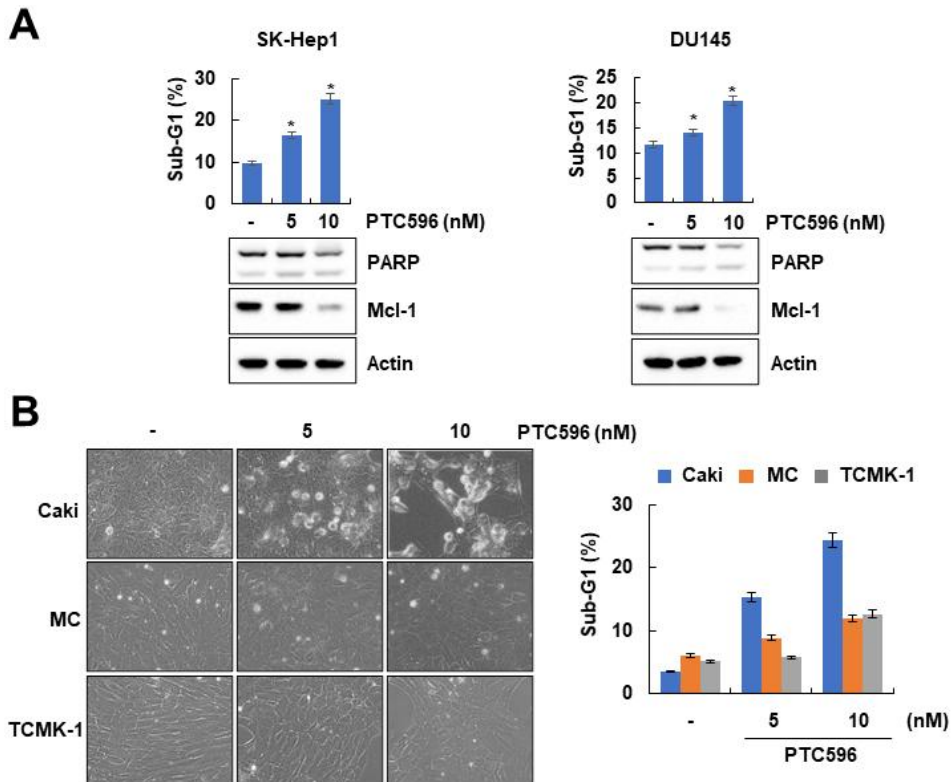 A
SK-Hep1
Sub-G1 (%)
30
20
10
0
* *
- 5 10 PTC596 (nM)
PARP
Mcl-1
Actin
DU145
Sub-G1 (%)
25
20
15
10
5
0
* *
- 5 10 PTC596 (nM)
PARP
Mcl-1
Actin
B
- 5 10 PTC596 (nM)
Caki
MC
TCMK-1
Caki MC TCMK-1
Sub-G1 (%)
30
20
10
0
- 5 10 (nM)
PTC596